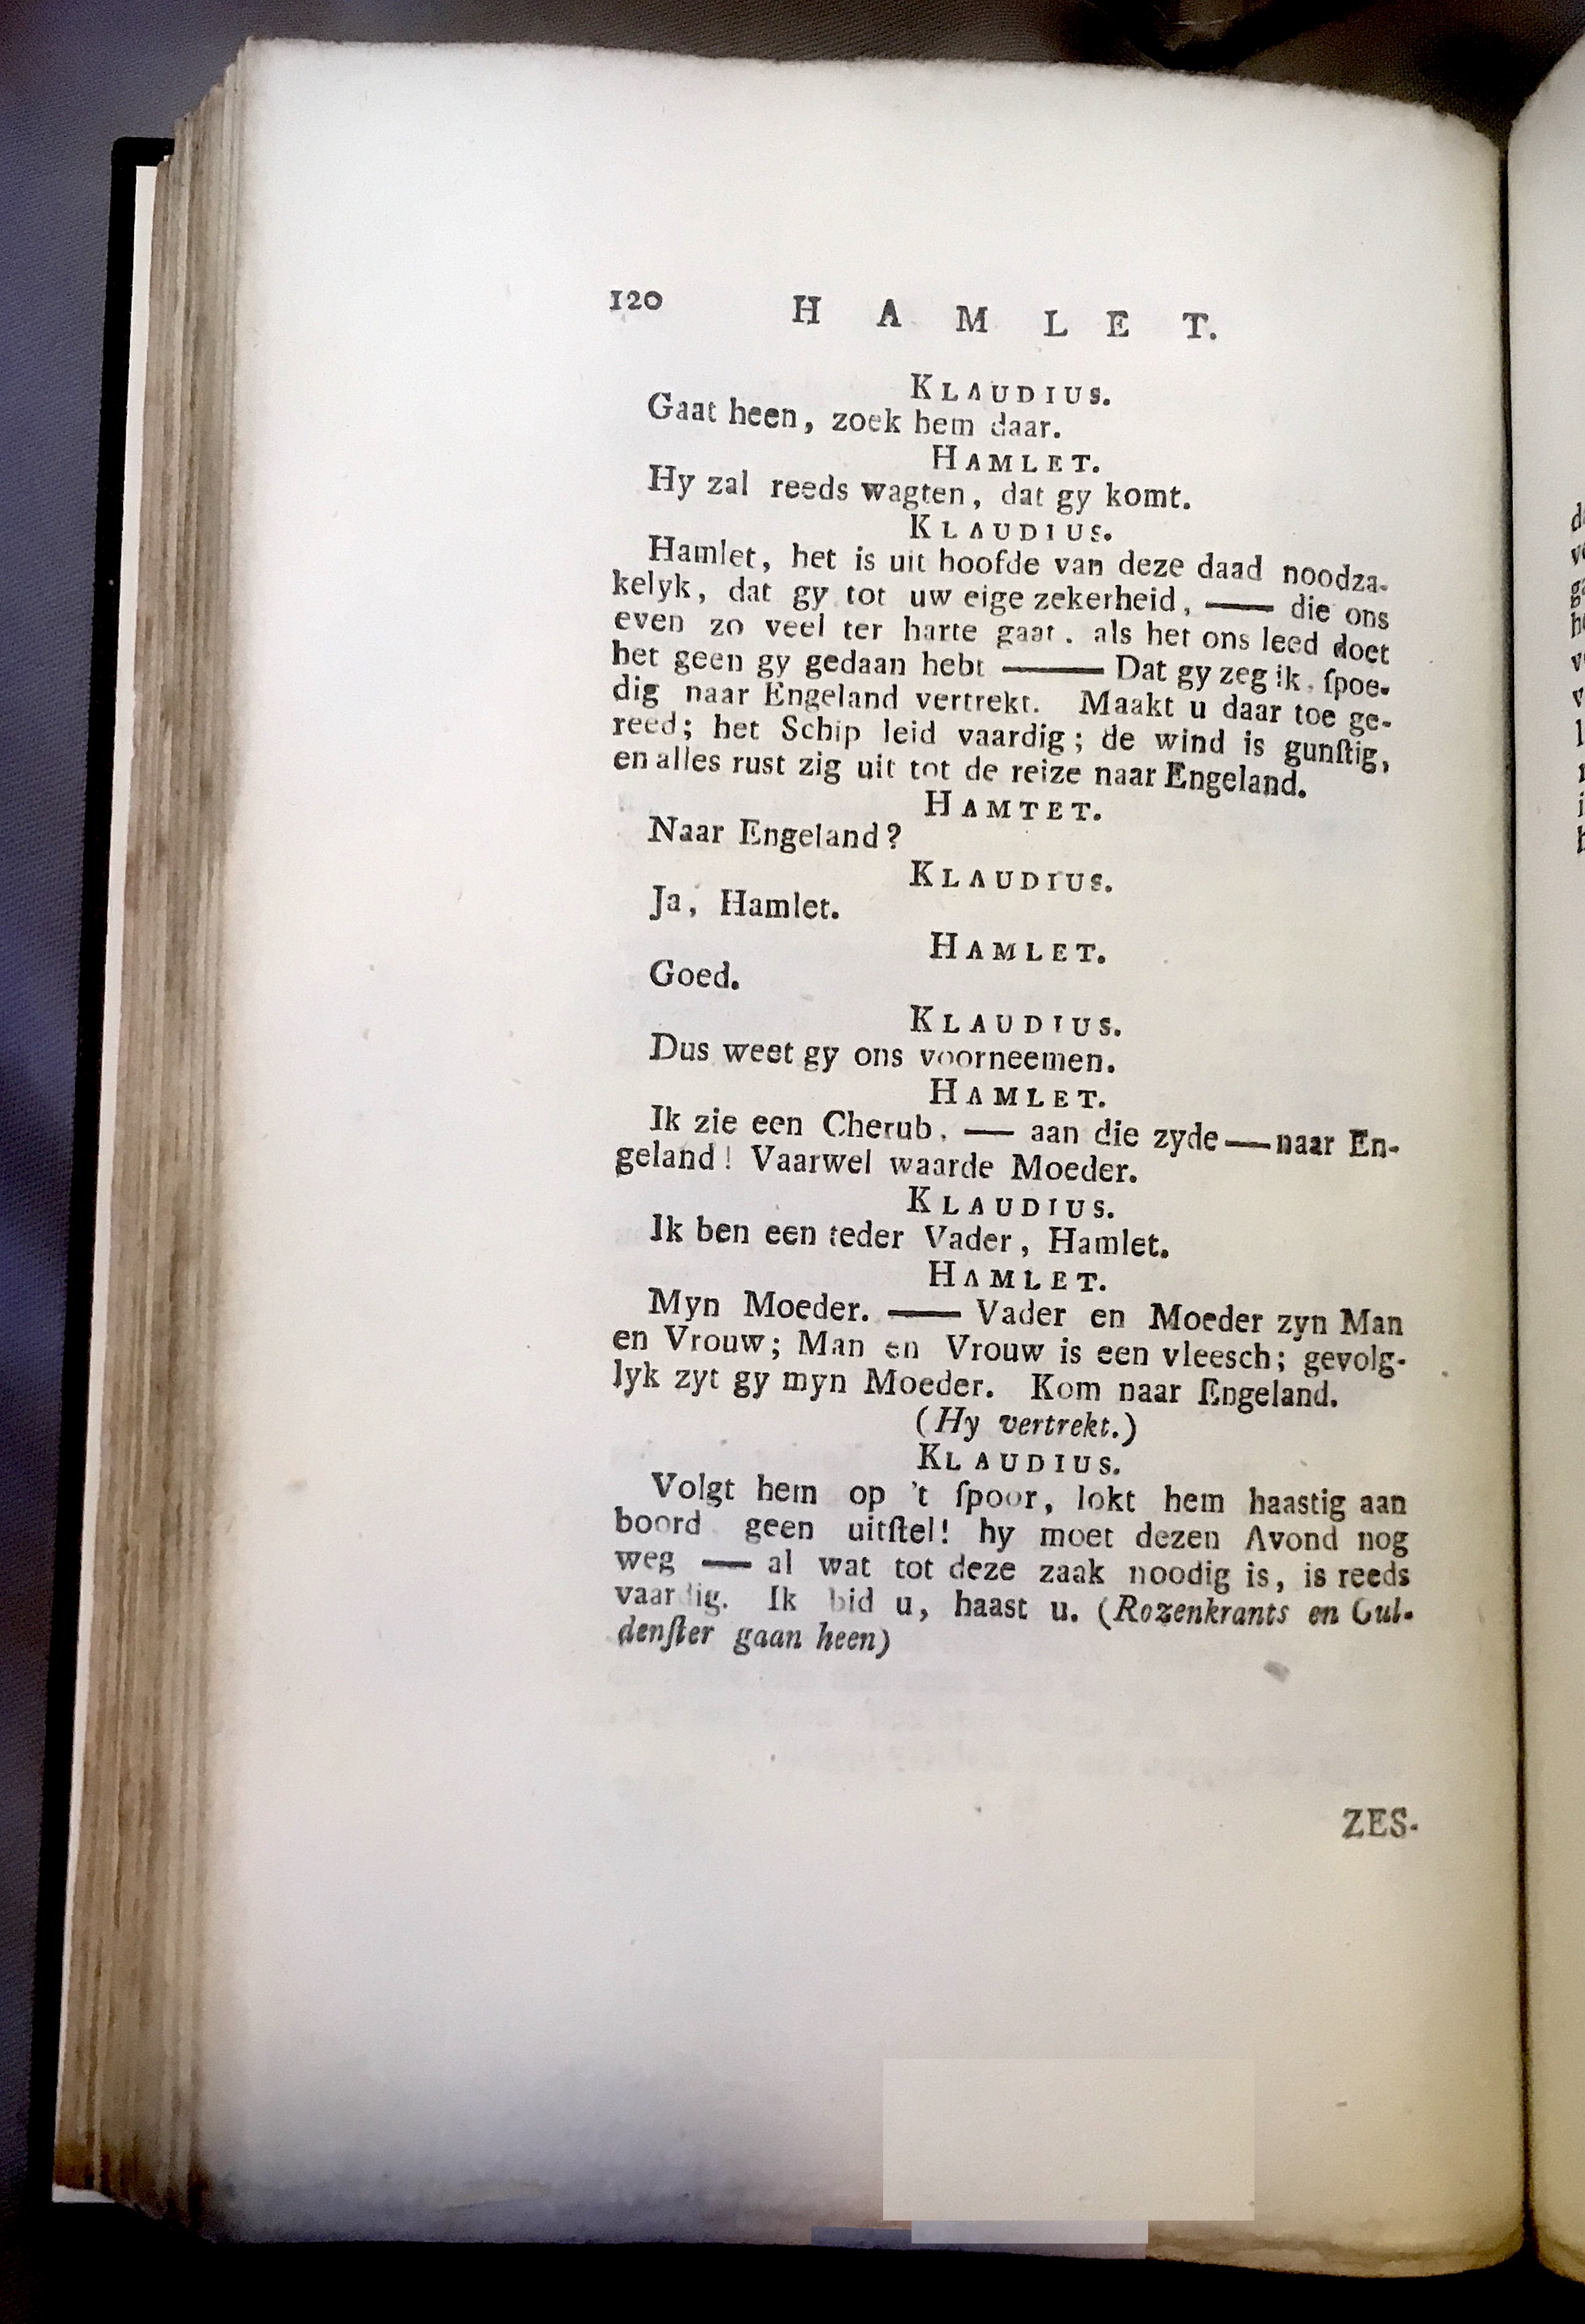 120 HAMLET.
KLAUDIUS.
Gaat heen, zoek hem daar.
HAMLET.
Hy zal reeds wagten, dat gy komt.
KLAUDIUS.
Hamlet, het is uit hoofde van deze daad noodza-
kelyk, dat gy tot uw eige zekerheid, — die ons
even zo veel ter harte gaat. als het ons leed doet
het geen gy gedaan hebt —— Dat gy zeg ik, ſpoe-
dig naar Engeland vertrekt. Maakt u daar toe ge-
reed; het Schip leid vaardig; de wind is gunſtig,
en alles rust zig uit tot de reize naar Engeland.
HAMTET.
Naar Engeland?
KLAUDIUS.
Ja, Hamlet.
HAMLET.
Goed.
KLAUDIUS.
Dus weet gy ons voorneemen.
HAMLET.
Ik zie een Cherub, — aan die zyde — naar En-
geland! Vaarwel waarde Moeder.
KLAUDIUS.
Ik ben een teder Vader, Hamlet.
HAMLET.
Myn Moeder. — Vader en Moeder zyn Man
en Vrouw; Man en Vrouw is een vleesch; gevolg-
lyk zyt gy myn Moeder. Kom naar Engeland.
(Hy vertrekt.)
KLAUDIUS.
Volgt hem op 't ſpoor, lokt hem haastig aan
boord geen uitſtel! hy moet dezen Avond nog
weg — al wat tot deze zaak noodig is, is reeds
vaardig. Ik bid u, haast u. (Rozenkrants en Gul-
denſter gaan heen)
ZES-